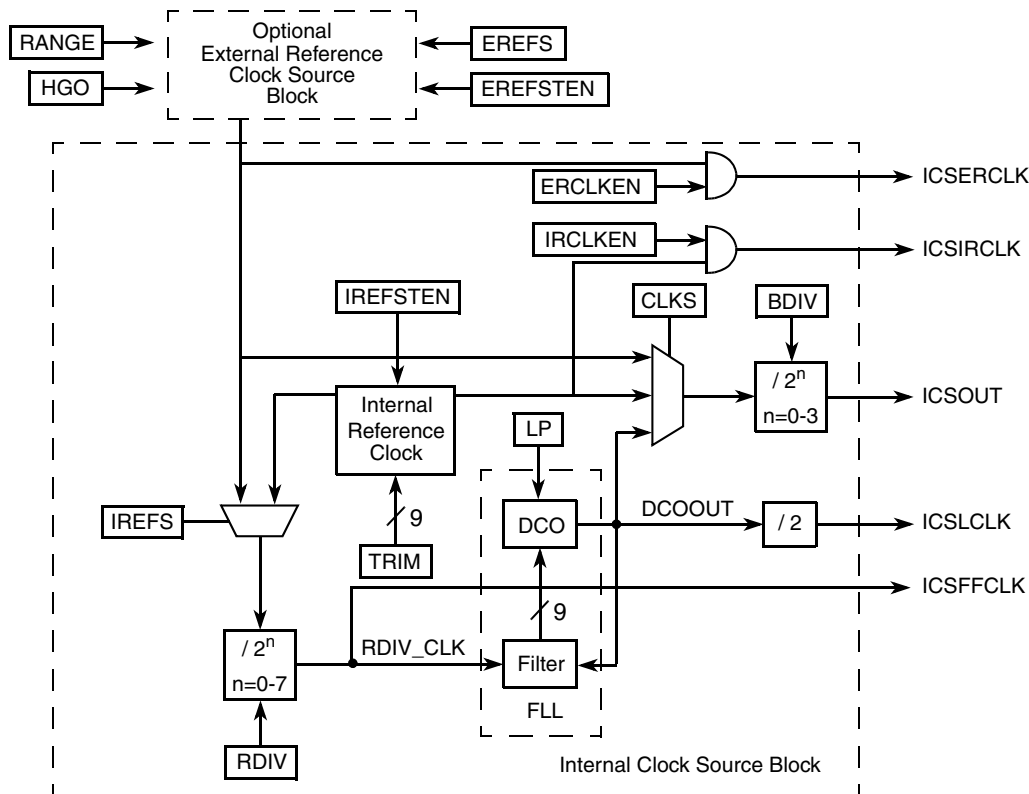 Optional
External Reference
Clock Source
Block
RANGE
HGO
EREFS
EREFSTEN
ERCLKEN
ICSERCLK
IRCLKEN
ICSIRCLK
IREFSTEN
CLKS
BDIV
Internal
Reference
Clock
/ 2^n
n=0-3
ICSOUT
LP
IREFS
9
TRIM
DCO
DCOOUT
/ 2
ICSLCLK
ICSFFCLK
9
/ 2^n
n=0-7
RDIV_CLK
Filter
FLL
RDIV
Internal Clock Source Block